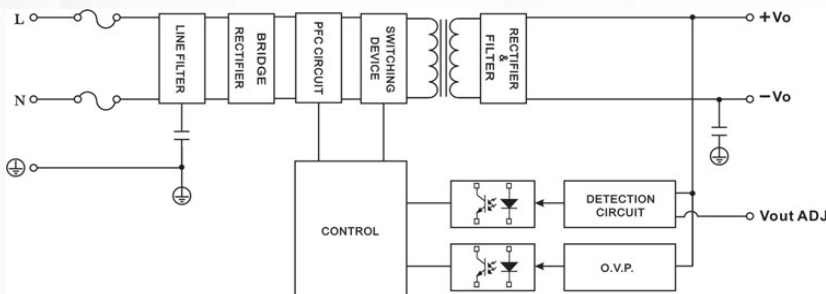 L
N
LINE FILTER
BRIDGE
RECTIFIER
PFC CIRCUIT
SWITCHING
DEVICE
RECTIFIER
&
FILTER
+Vo
−Vo
CONTROL
DETECTION
CIRCUIT
Vout ADJ
O.V.P.